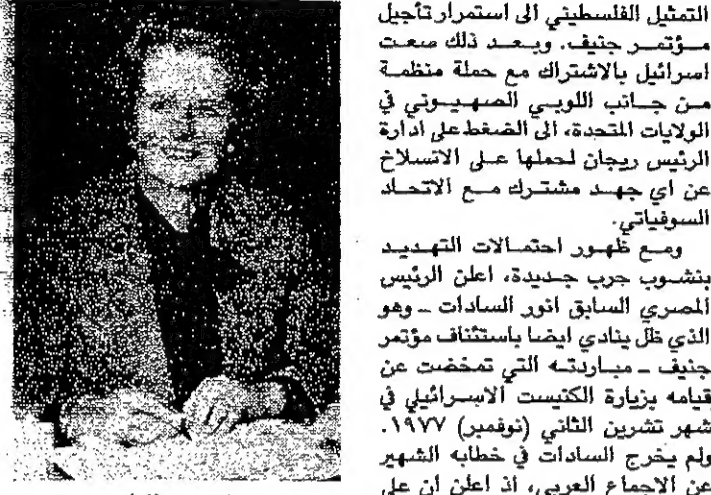 التمثيل الفلسطيني الى استمرار تأجيل
مؤتمر جنيف. وبعد ذلك سعت
اسرائيل بالاشتراك مع حملة منظمة
من جانب اللوبي الصهيوني في
الولايات المتحدة، الى الضغط على ادارة
الرئيس ريجان لحملها على الانسلاخ
عن اي جهد مشترك مع الاتحاد
السوفياتي.
ومع ظهور احتمالات التهديد
بنشوب حرب جديدة، اعلن الرئيس
المصري السابق انور السادات ــ وهو
الذي ظل ينادي ايضا باستئناف مؤتمر
جنيف ــ مبادرته التي تمخضت عن
قيامه بزيارة الكنيست الاسرائيلي في
شهر تشرين الثاني (نوفمبر) ١٩٧٧.
ولم يخرج السادات في خطابه الشهير
عن الاجماع العربي، اذ اعلن ان على